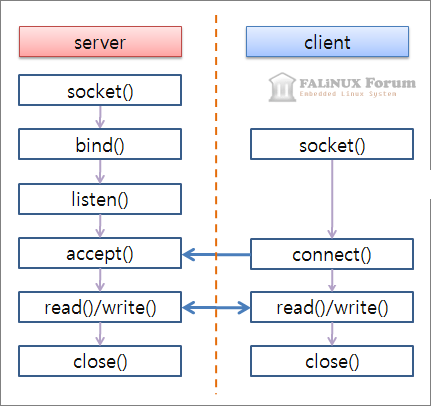 server
client
FALinux Forum
Embedded Linux System
socket()
bind()
socket()
listen()
accept()
connect()
read()/write()
read()/write()
close()
close()